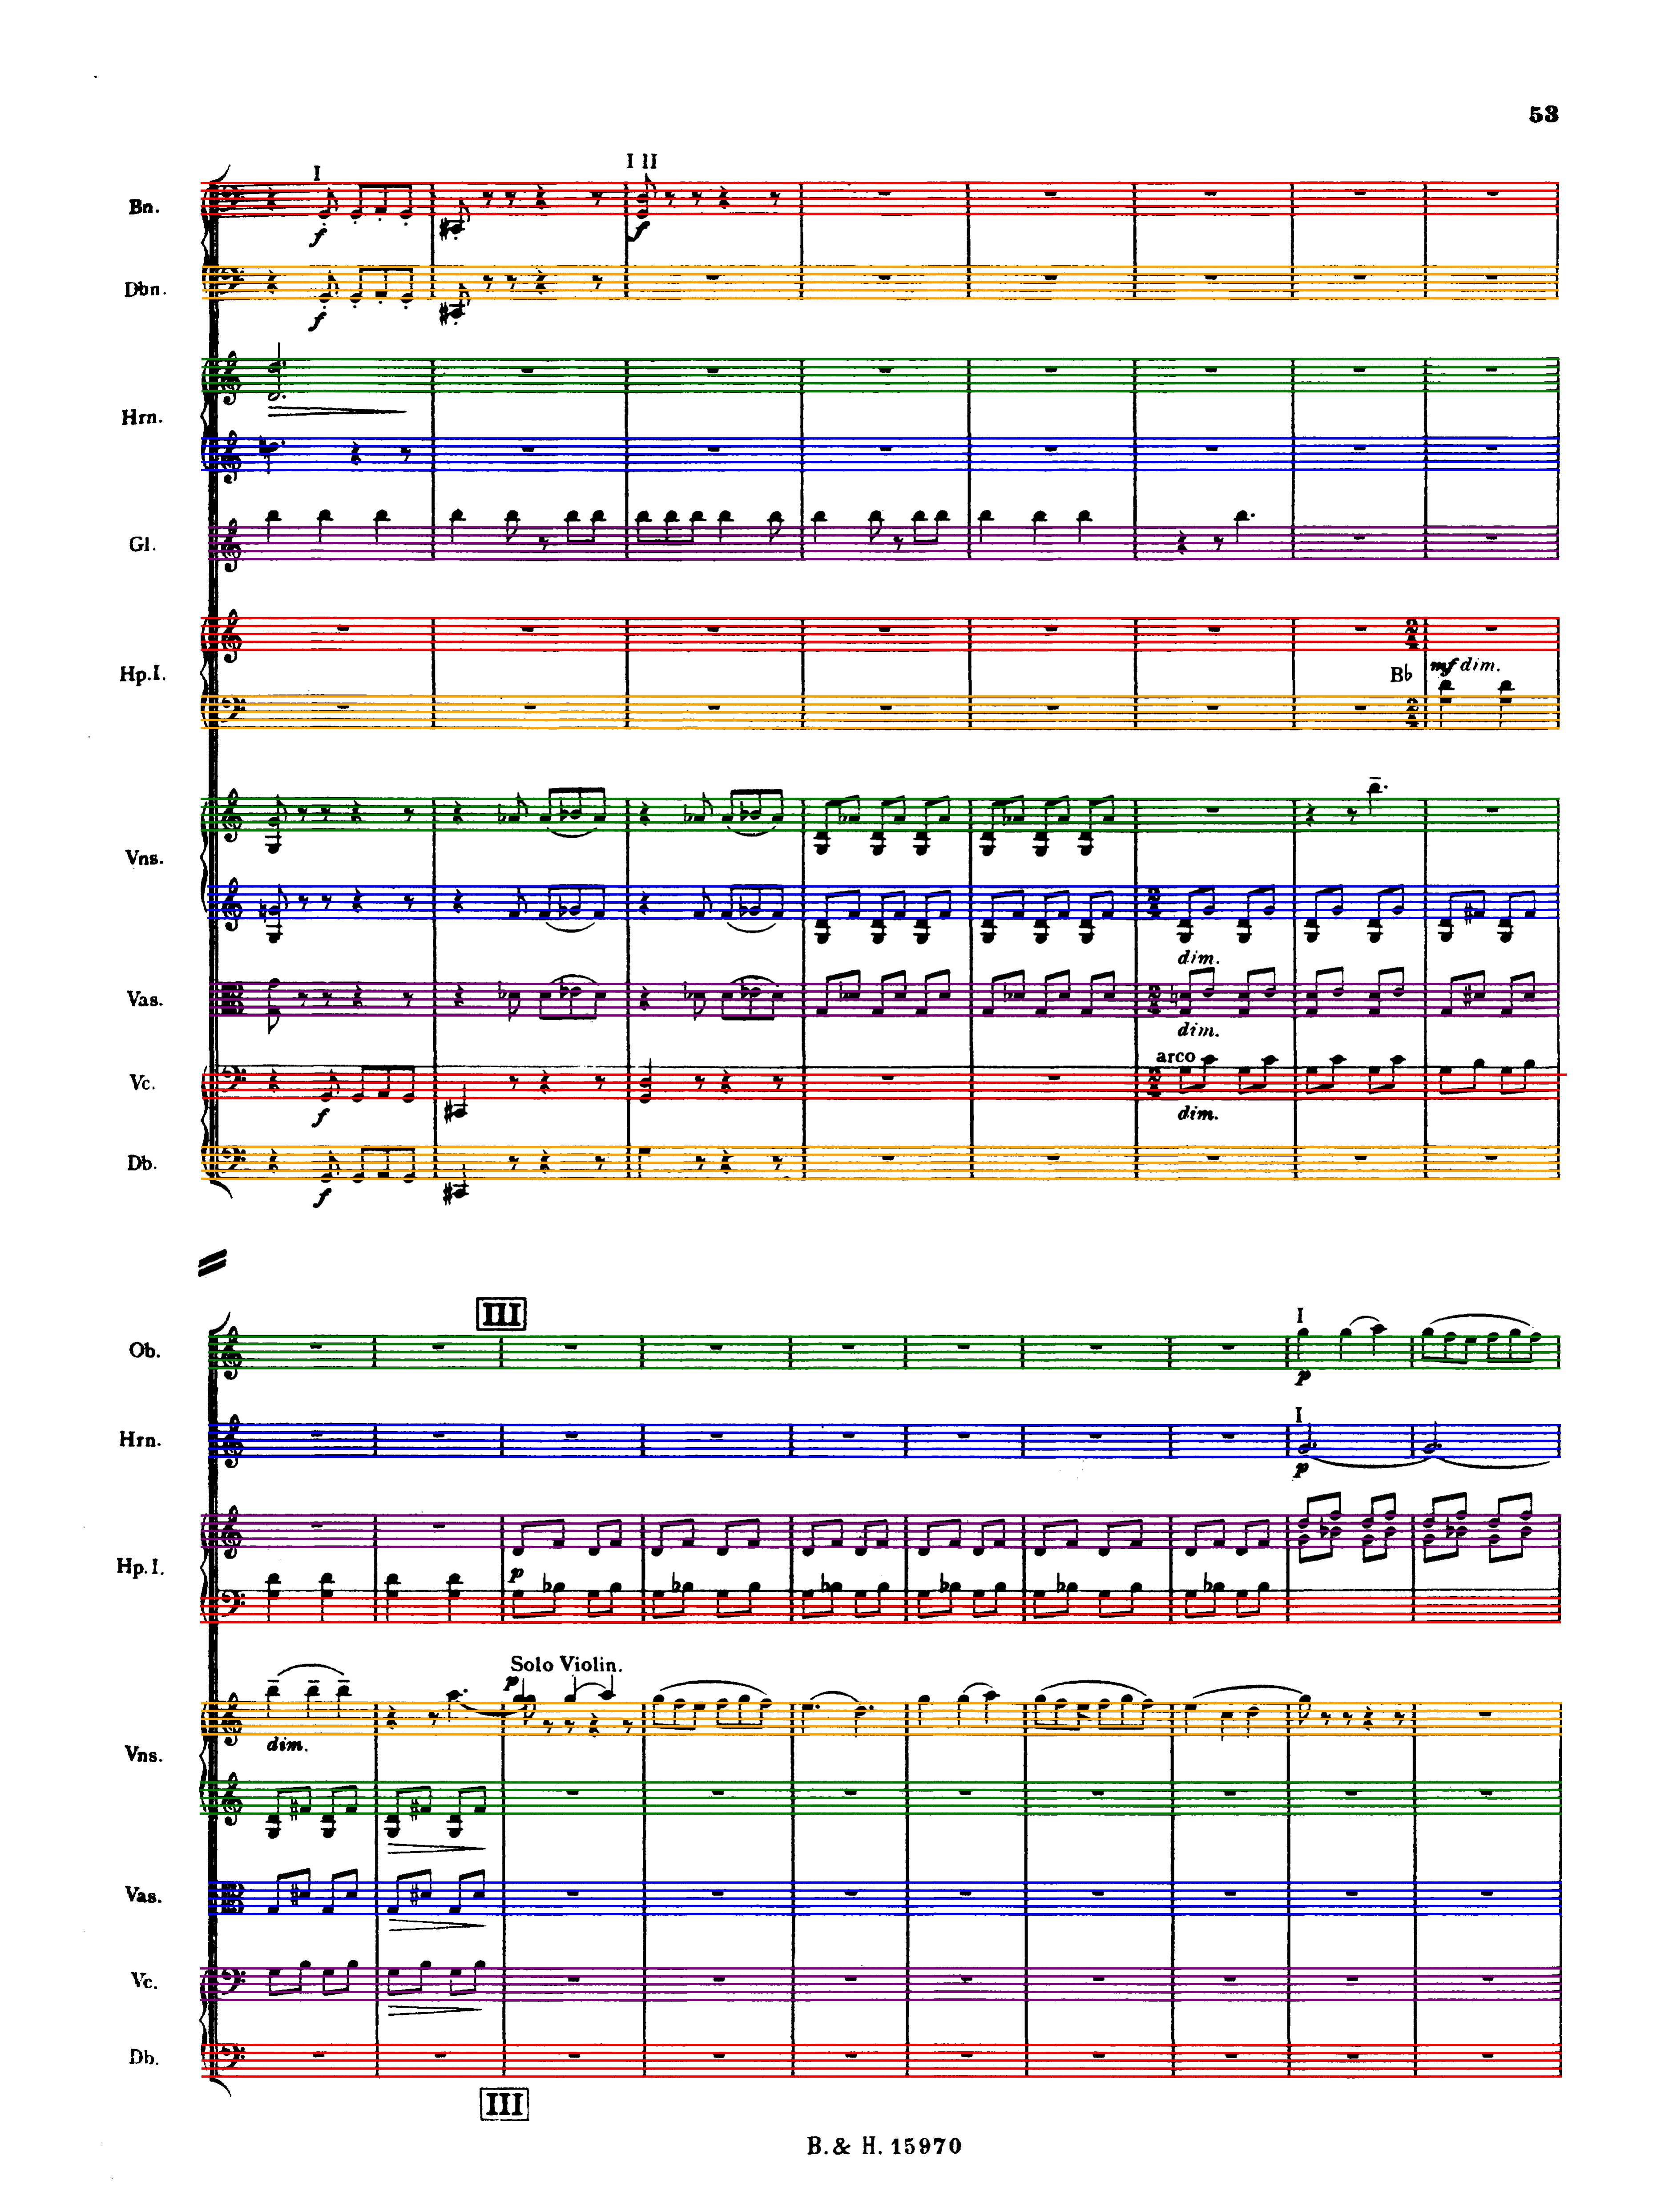 53
I
I II
Bn.
f
f
Dbn.
f
Hrn.
Gl.
Hp.I.
B♭
mf dim.
Vns.
dim.
Vas.
dim.
arco
Vc.
f
dim.
Db.
f
III
I
Ob.
p
I
Hrn.
p
Hp.I.
p
Solo Violin.
p
dim.
Vns.
Vas.
Vc.
Db.
III
B. & H. 15970